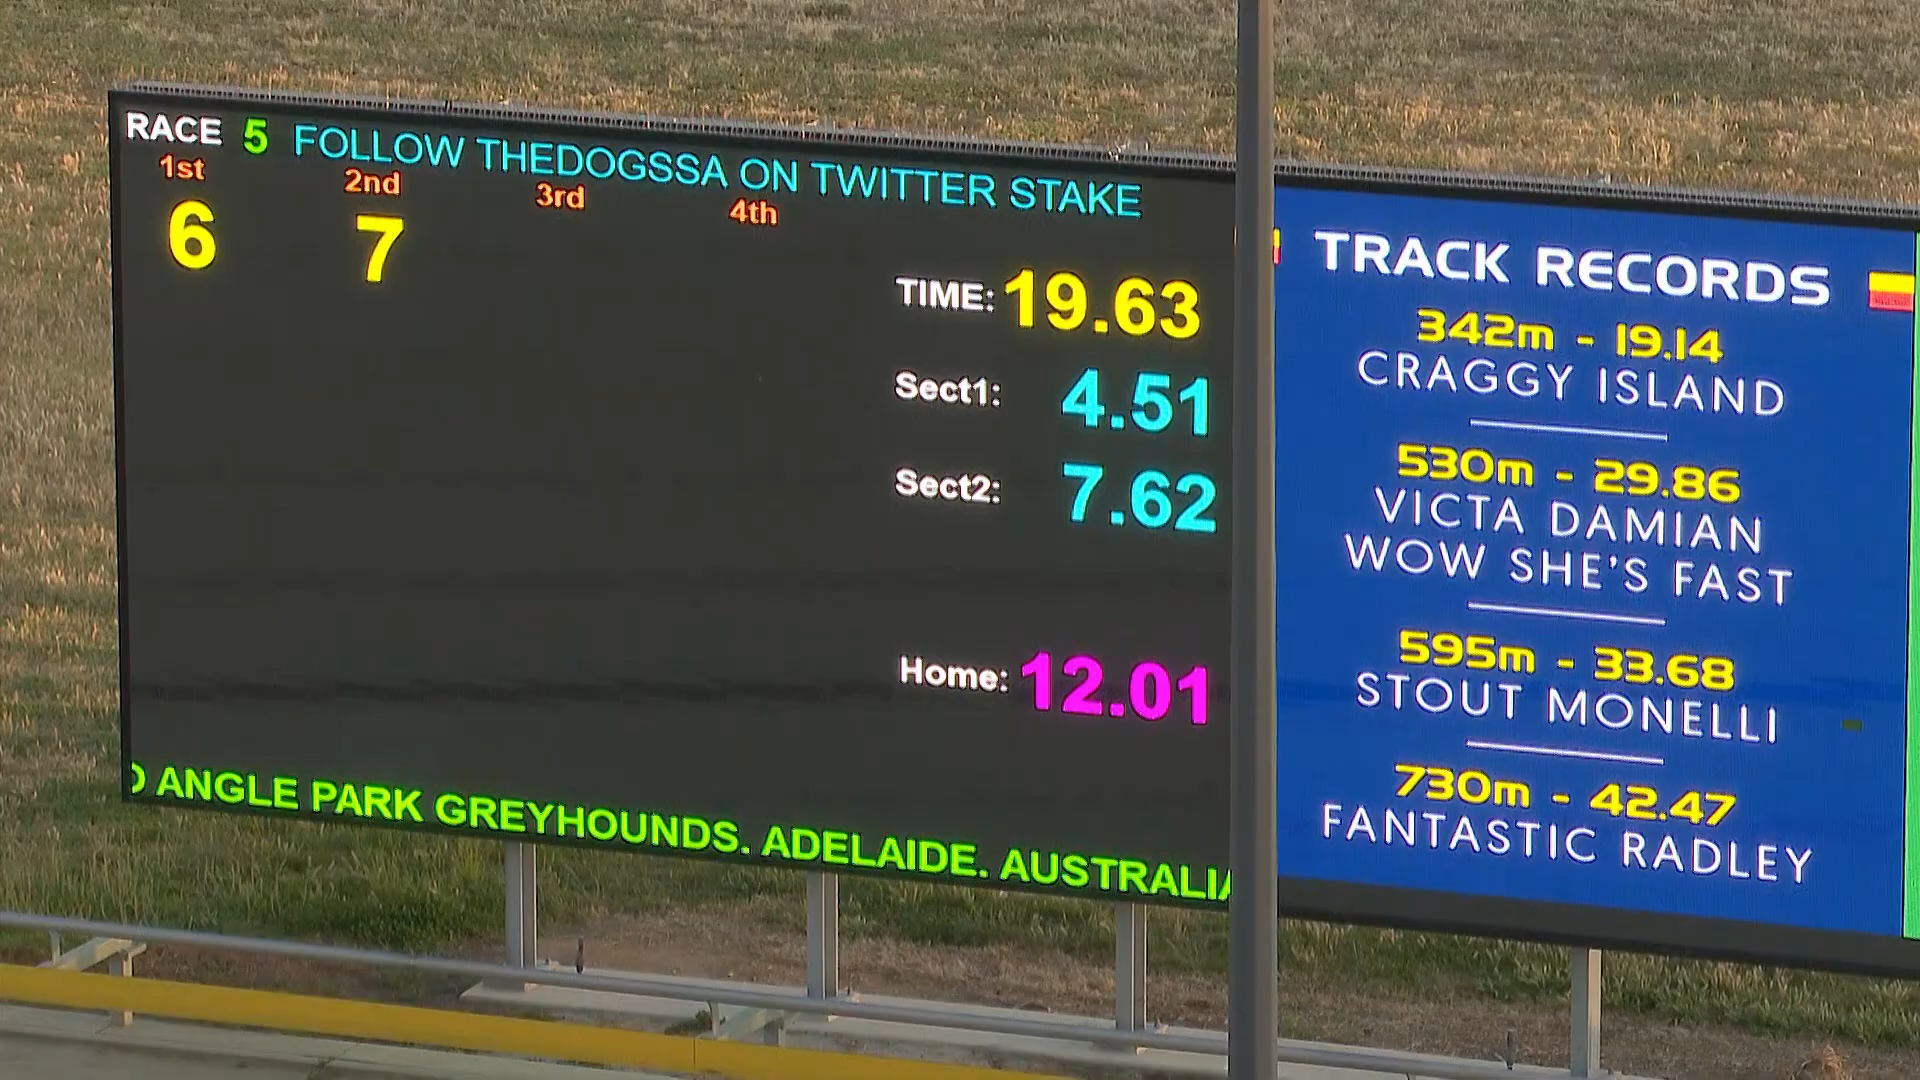 RACE 5 FOLLOW THEDOGSSA ON TWITTER STAKE
1st 2nd 3rd 4th
6 7
TIME: 19.63
Sect1: 4.51
Sect2: 7.62
Home: 12.01
ANGLE PARK GREYHOUNDS. ADELAIDE. AUSTRALIA
TRACK RECORDS
342m - 19.14
CRAGGY ISLAND
530m - 29.86
VICTA DAMIAN
WOW SHE'S FAST
595m - 33.68
STOUT MONELLI
730m - 42.47
FANTASTIC RADLEY